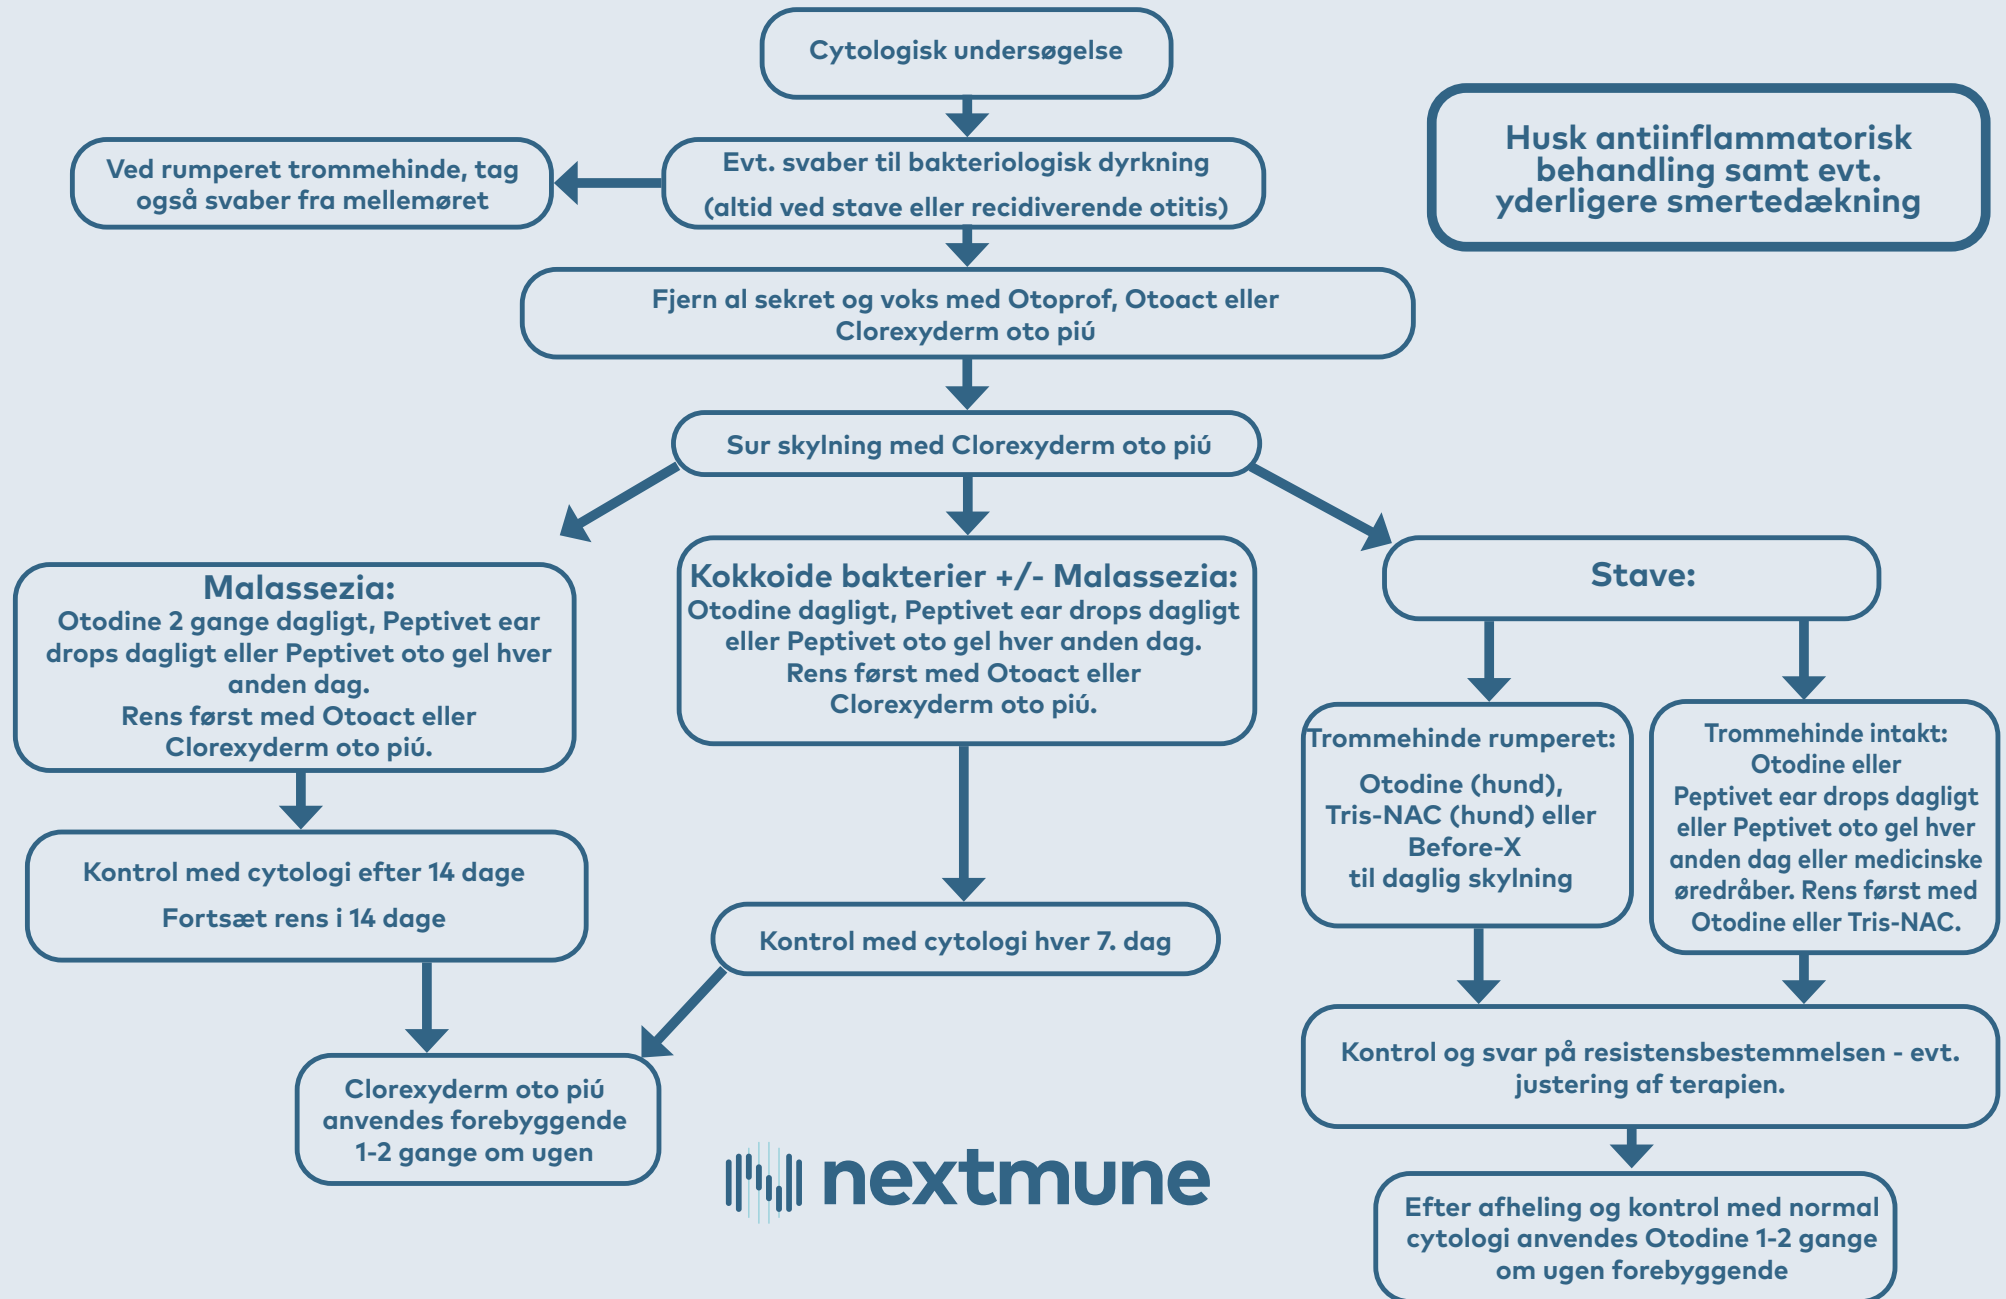 Cytologisk undersøgelse
Husk antiinflammatorisk
behandling samt evt.
yderligere smertedækning
Ved rumperet trommehinde, tag
også svaber fra mellemøret
Evt. svaber til bakteriologisk dyrkning
(altid ved stave eller recidiverende otitis)
Fjern al sekret og voks med Otoprof, Otoact eller
Clorexyderm oto piú
Sur skylning med Clorexyderm oto piú
Malassezia:
Otodine 2 gange dagligt, Peptivet ear
drops dagligt eller Peptivet oto gel hver
anden dag.
Rens først med Otoact eller
Clorexyderm oto piú.
Kokkoide bakterier +/- Malassezia:
Otodine dagligt, Peptivet ear drops dagligt
eller Peptivet oto gel hver anden dag.
Rens først med Otoact eller
Clorexyderm oto piú.
Stave:
Trommehinde rumperet:
Otodine (hund),
Tris-NAC (hund) eller
Before-X
til daglig skylning
Trommehinde intakt:
Otodine eller
Peptivet ear drops dagligt
eller Peptivet oto gel hver
anden dag eller medicinske
øredråber. Rens først med
Otodine eller Tris-NAC.
Kontrol med cytologi efter 14 dage
Fortsæt rens i 14 dage
Kontrol med cytologi hver 7. dag
Clorexyderm oto piú
anvendes forebyggende
1-2 gange om ugen
Kontrol og svar på resistensbestemmelsen - evt.
justering af terapien.
Efter afheling og kontrol med normal
cytologi anvendes Otodine 1-2 gange
om ugen forebyggende
nextmune